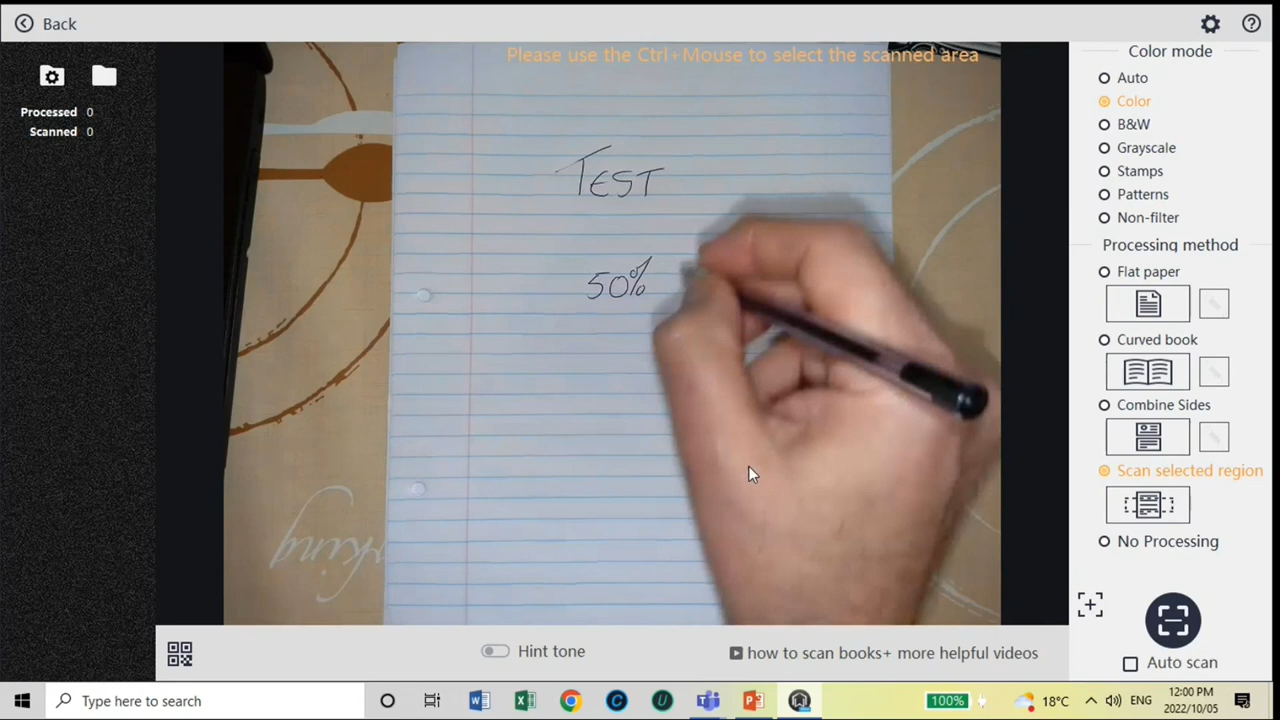 Back
Please use the Ctrl+Mouse to select the scanned area
Processed 0
Scanned 0
TEST
50%
rking
Color mode
Auto
Color
B&W
Grayscale
Stamps
Patterns
Non-filter
Processing method
Flat paper
Curved book
Combine Sides
Scan selected region
No Processing
Auto scan
Hint tone
how to scan books+ more helpful videos
Type here to search
100%
18°C
ENG
12:00 PM
2022/10/05